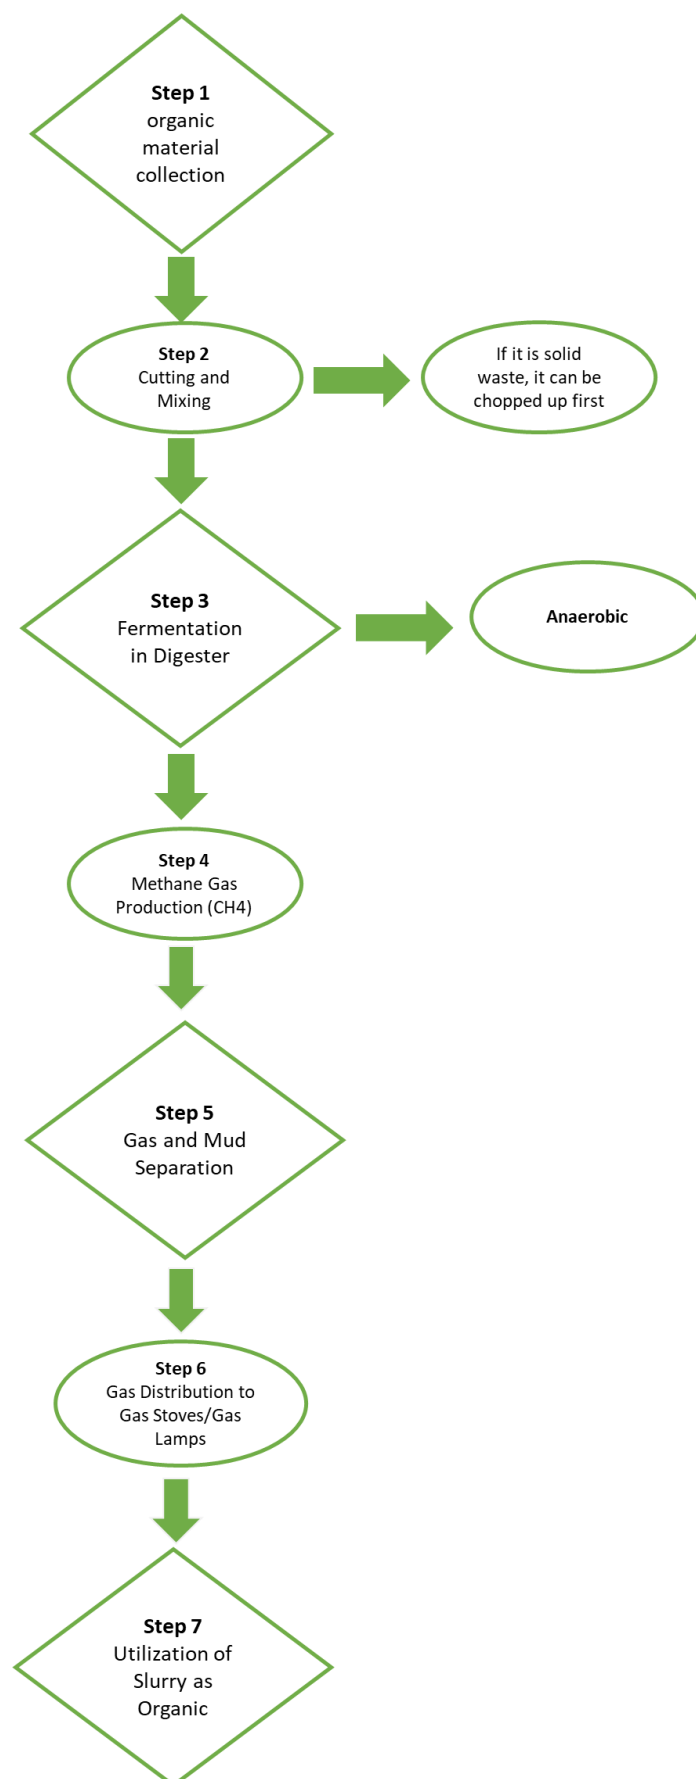 Step 1
organic
material
collection
Step 2
Cutting and
Mixing
If it is solid
waste, it can be
chopped up first
Step 3
Fermentation
in Digester
Anaerobic
Step 4
Methane Gas
Production (CH4)
Step 5
Gas and Mud
Separation
Step 6
Gas Distribution to
Gas Stoves/Gas
Lamps
Step 7
Utilization of
Slurry as
Organic